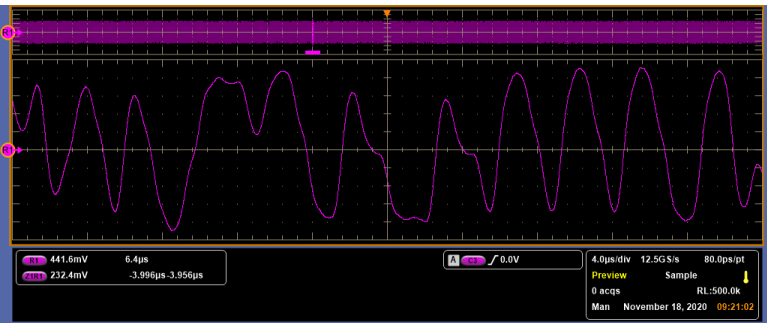 R1
R1
R1 441.6mV 6.4µs
Z1R1 232.4mV -3.996µs-3.956µs
A C3 0.0V
4.0µs/div 12.5GS/s 80.0ps/pt
Preview Sample
0 acqs RL:500.0k
Man November 18, 2020 09:21:02